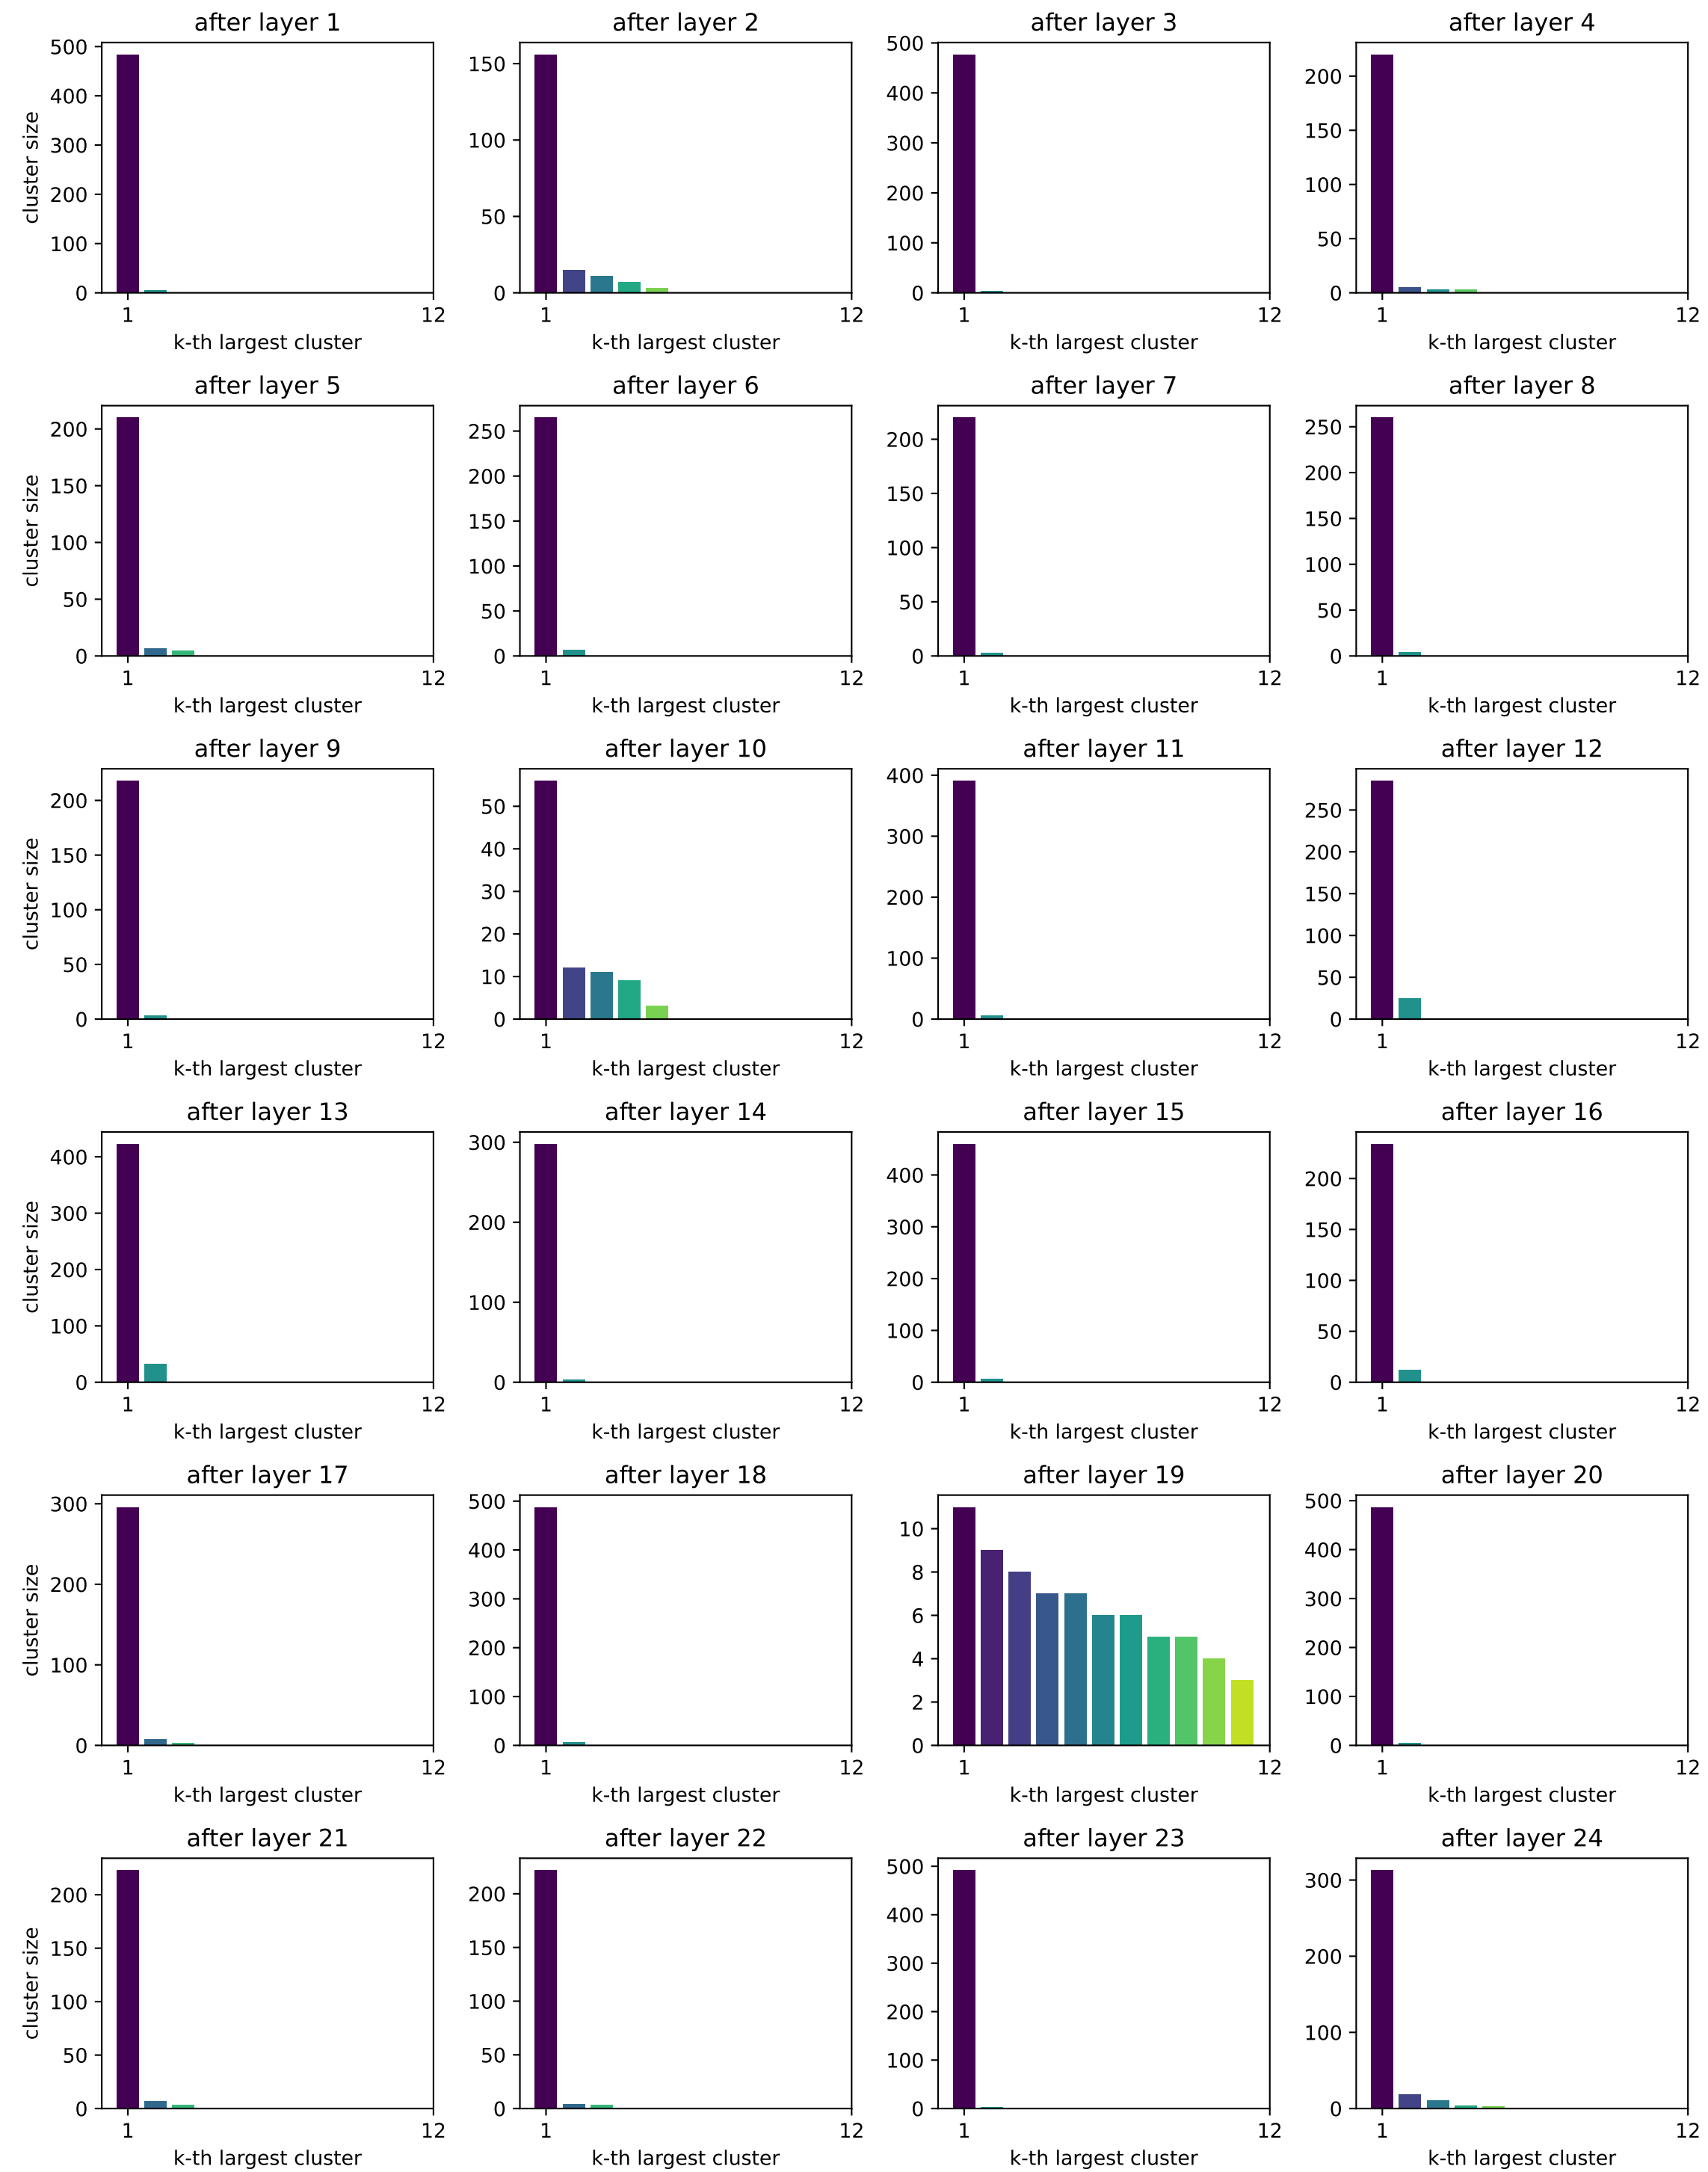 after layer 1 after layer 2 after layer 3 after layer 4
500 150 500 200
400 100 400 150
300 50 300 100
200 0 200 50
100 100 0
0 0
cluster size
1 12 1 12 1 12 1 12
k-th largest cluster k-th largest cluster k-th largest cluster k-th largest cluster
after layer 5 after layer 6 after layer 7 after layer 8
200 250 200 250
150 200 150 200
100 150 100 150
50 100 50 100
0 50 0 50
0 0
cluster size
1 12 1 12 1 12 1 12
k-th largest cluster k-th largest cluster k-th largest cluster k-th largest cluster
after layer 9 after layer 10 after layer 11 after layer 12
200 50 400 250
150 40 300 200
100 30 200 150
50 20 100 100
0 10 0 50
0 0
cluster size
1 12 1 12 1 12 1 12
k-th largest cluster k-th largest cluster k-th largest cluster k-th largest cluster
after layer 13 after layer 14 after layer 15 after layer 16
400 300 400 200
300 200 300 150
200 100 200 100
100 0 100 50
0 0 0
cluster size
1 12 1 12 1 12 1 12
k-th largest cluster k-th largest cluster k-th largest cluster k-th largest cluster
after layer 17 after layer 18 after layer 19 after layer 20
300 500 10 500
200 400 8 400
100 300 6 300
0 200 4 200
100 2 100
0 0 0
cluster size
1 12 1 12 1 12 1 12
k-th largest cluster k-th largest cluster k-th largest cluster k-th largest cluster
after layer 21 after layer 22 after layer 23 after layer 24
200 200 500 300
150 150 400 200
100 100 300 100
50 50 200 0
0 0 100
0
cluster size
1 12 1 12 1 12 1 12
k-th largest cluster k-th largest cluster k-th largest cluster k-th largest cluster